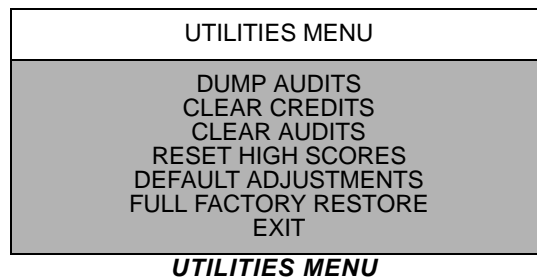 UTILITIES MENU
DUMP AUDITS
CLEAR CREDITS
CLEAR AUDITS
RESET HIGH SCORES
DEFAULT ADJUSTMENTS
FULL FACTORY RESTORE
EXIT
UTILITIES MENU